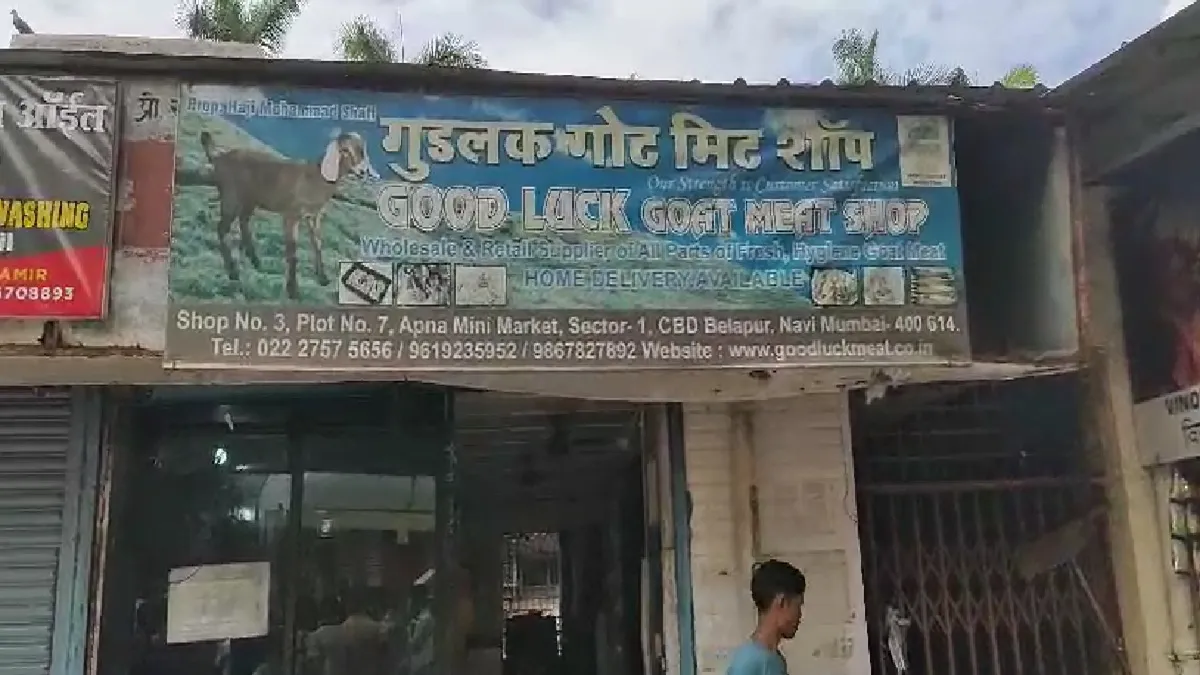 ऑईल
WASHING
AMIR
708893
प्रो
Prop. Haji Mohammad Shafi
गुडलक गोट मिट शॉप
Our Strength is Customer Satisfaction
GOOD LUCK GOAT MEAT SHOP
Wholesale & Retail Supplier of All Parts of Fresh, Hygiene Goat Meat
HOME DELIVERY AVAILABLE
Shop No. 3, Plot No. 7, Apna Mini Market, Sector- 1, CBD Belapur, Navi Mumbai- 400 614.
Tel.: 022 2757 5656 / 9619235952 / 9867827892 Website : www.goodluckmeat.co.in
VINO